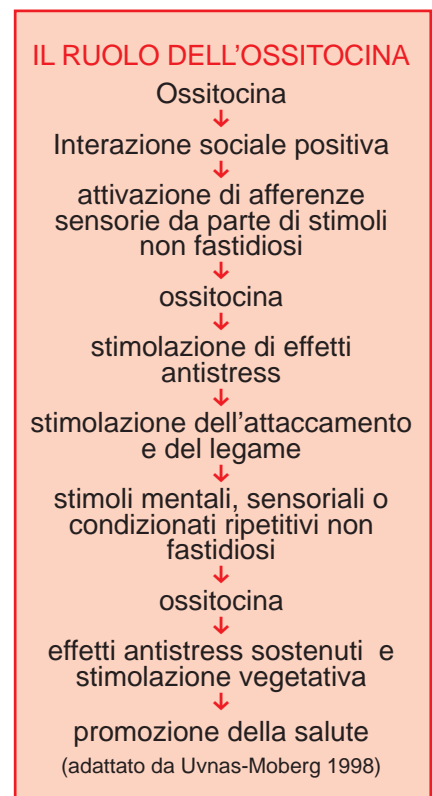 IL RUOLO DELL'OSSITOCINA
Ossitocina
↓
Interazione sociale positiva
↓
attivazione di afferenze
sensorie da parte di stimoli
non fastidiosi
↓
ossitocina
↓
stimolazione di effetti
antistress
↓
stimolazione dell'attaccamento
e del legame
↓
stimoli mentali, sensoriali o
condizionati ripetitivi non
fastidiosi
↓
ossitocina
↓
effetti antistress sostenuti e
stimolazione vegetativa
↓
promozione della salute
(adattato da Uvnas-Moberg 1998)